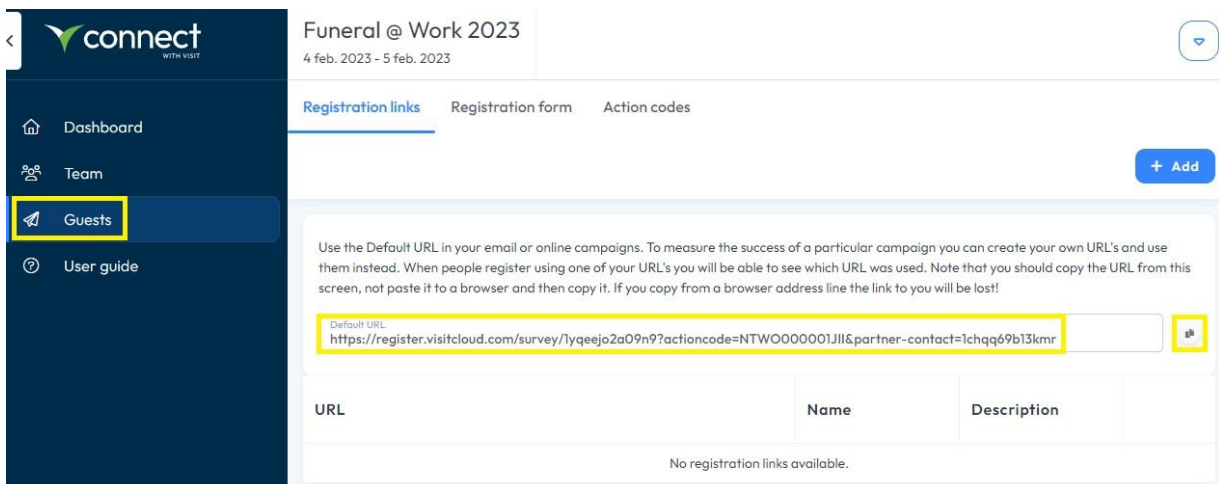 connect
WITH VISIT
Dashboard
Team
Guests
User guide
Funeral @ Work 2023
4 feb. 2023 - 5 feb. 2023
Registration links
Registration form
Action codes
+ Add
Use the Default URL in your email or online campaigns. To measure the success of a particular campaign you can create your own URL's and use
them instead. When people register using one of your URL's you will be able to see which URL was used. Note that you should copy the URL from this
screen, not paste it to a browser and then copy it. If you copy from a browser address line the link to you will be lost!
Default URL
https://register.visitcloud.com/survey/1yqeejo2a09n9?actioncode=NTWO000001JII&partner-contact=1chqq69b13kmr
URL
Name
Description
No registration links available.